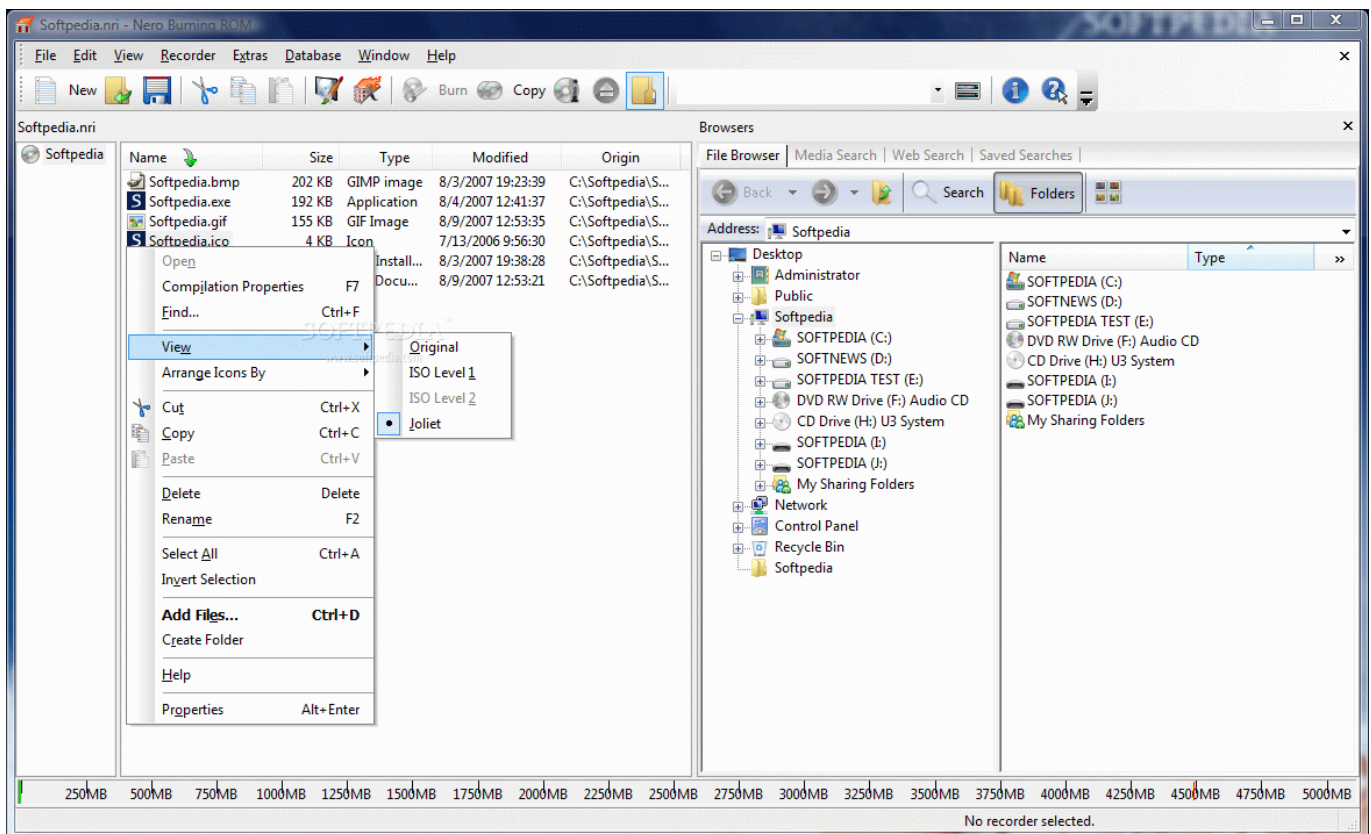 Softpedia.nri - Nero Burning ROM
SOFTPEDIA
File Edit View Recorder Extras Database Window Help
New Burn Copy
Softpedia.nri
Softpedia
Name Size Type Modified Origin
Softpedia.bmp 202 KB GIMP image 8/3/2007 19:23:39 C:\Softpedia\S...
Softpedia.exe 192 KB Application 8/4/2007 12:41:37 C:\Softpedia\S...
Softpedia.gif 155 KB GIF Image 8/9/2007 12:53:35 C:\Softpedia\S...
Softpedia.ico 4 KB Icon 7/13/2006 9:56:30 C:\Softpedia\S...
Install... 8/3/2007 19:38:28 C:\Softpedia\S...
Docu... 8/9/2007 12:53:21 C:\Softpedia\S...
Open
Compilation Properties F7
Find... Ctrl+F
View
Arrange Icons By
Cut Ctrl+X
Copy Ctrl+C
Paste Ctrl+V
Delete Delete
Rename F2
Select All Ctrl+A
Invert Selection
Add Files... Ctrl+D
Create Folder
Help
Properties Alt+Enter
SOFTPEDIA
www.softpedia.com
Original
ISO Level 1
ISO Level 2
Joliet
Browsers
File Browser Media Search Web Search Saved Searches
Back Search Folders
Address: Softpedia
Desktop
Administrator
Public
Softpedia
SOFTPEDIA (C:)
SOFTNEWS (D:)
SOFTPEDIA TEST (E:)
DVD RW Drive (F:) Audio CD
CD Drive (H:) U3 System
SOFTPEDIA (I:)
SOFTPEDIA (J:)
My Sharing Folders
Network
Control Panel
Recycle Bin
Softpedia
Name Type »
SOFTPEDIA (C:)
SOFTNEWS (D:)
SOFTPEDIA TEST (E:)
DVD RW Drive (F:) Audio CD
CD Drive (H:) U3 System
SOFTPEDIA (I:)
SOFTPEDIA (J:)
My Sharing Folders
250MB 500MB 750MB 1000MB 1250MB 1500MB 1750MB 2000MB 2250MB 2500MB 2750MB 3000MB 3250MB 3500MB 3750MB 4000MB 4250MB 4500MB 4750MB 5000MB
No recorder selected.